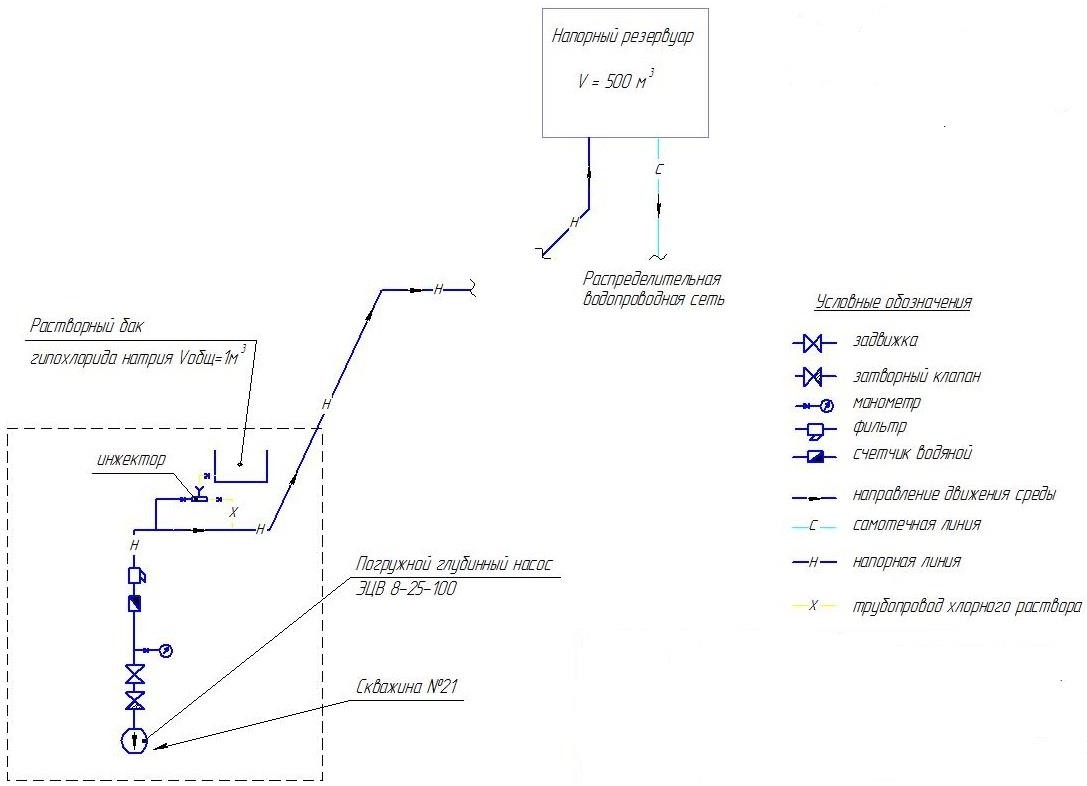 Напорный резервуар
V = 500 м³
С
Н
Распределительная
водопроводная сеть
Н
Растворный бак
гипохлорида натрия Vобщ=1м³
Н
инжектор
Х
Н
Н
Погружной глубинный насос
ЭЦВ 8-25-100
Скважина №21
Условные обозначения
задвижка
затворный клапан
манометр
фильтр
счетчик водяной
направление движения среды
С самотечная линия
Н напорная линия
Х трубопровод хлорного раствора